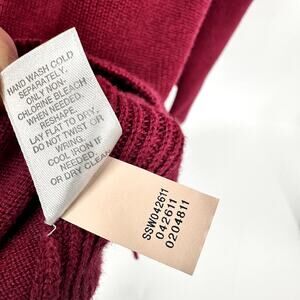 HAND WASH COLD
SEPARATELY,
ONLY NON-
CHLORINE BLEACH
WHEN NEEDED.
RESHAPE.
LAY FLAT TO DRY.
DO NOT TWIST OR
WRING.
COOL IRON IF
NEEDED,
OR DRY CLEAN
SSW042611
042611
0204811